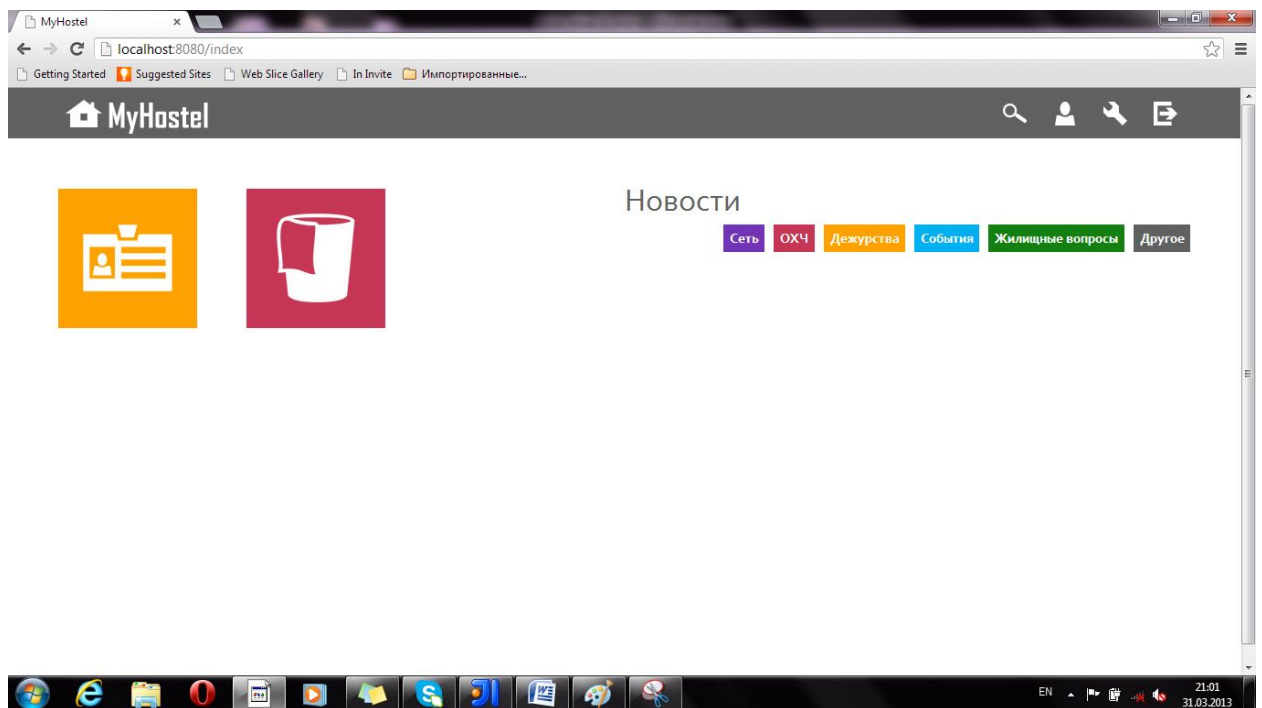 MyHostel
localhost:8080/index
Getting Started Suggested Sites Web Slice Gallery In Invite Импортированные...
MyHostel
Новости
Сеть ОХЧ Дежурства События Жилищные вопросы Другое
EN 21:01
31.03.2013